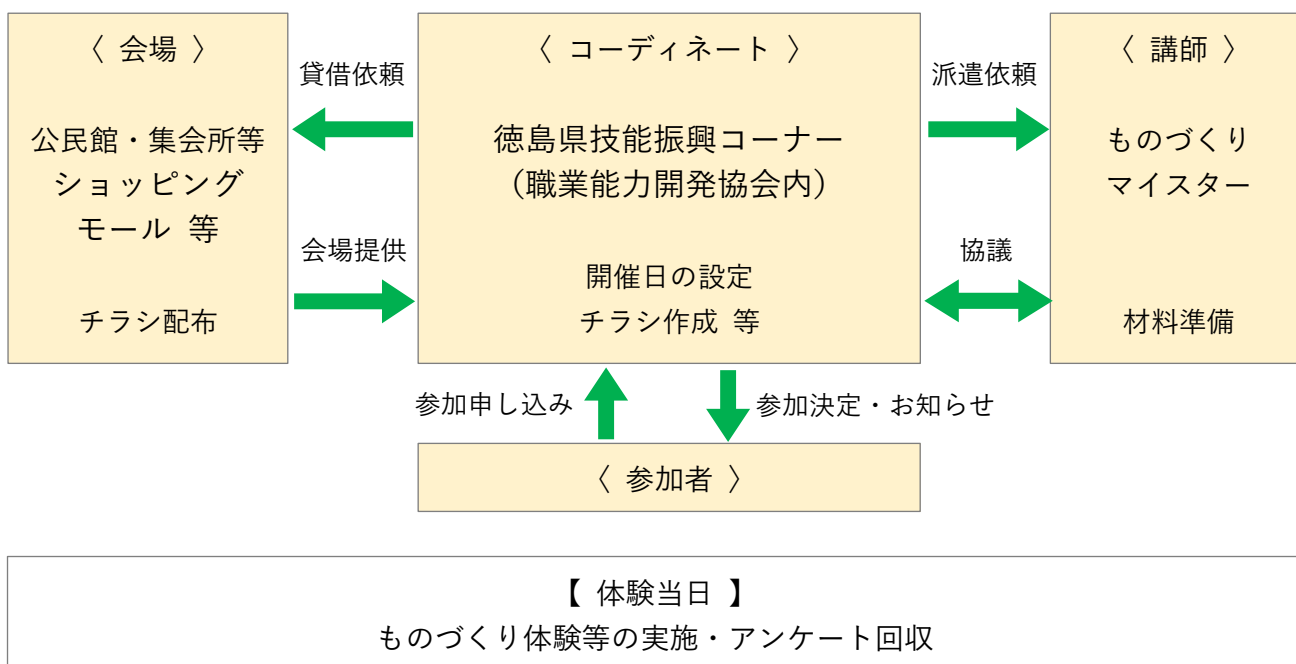 〈 会場 〉
公民館・集会所等
ショッピング
モール 等
チラシ配布
貸借依頼
会場提供
〈 コーディネート 〉
徳島県技能振興コーナー
（職業能力開発協会内）
開催日の設定
チラシ作成 等
派遣依頼
協議
〈 講師 〉
ものづくり
マイスター
材料準備
参加申し込み
参加決定・お知らせ
〈 参加者 〉
【 体験当日 】
ものづくり体験等の実施・アンケート回収